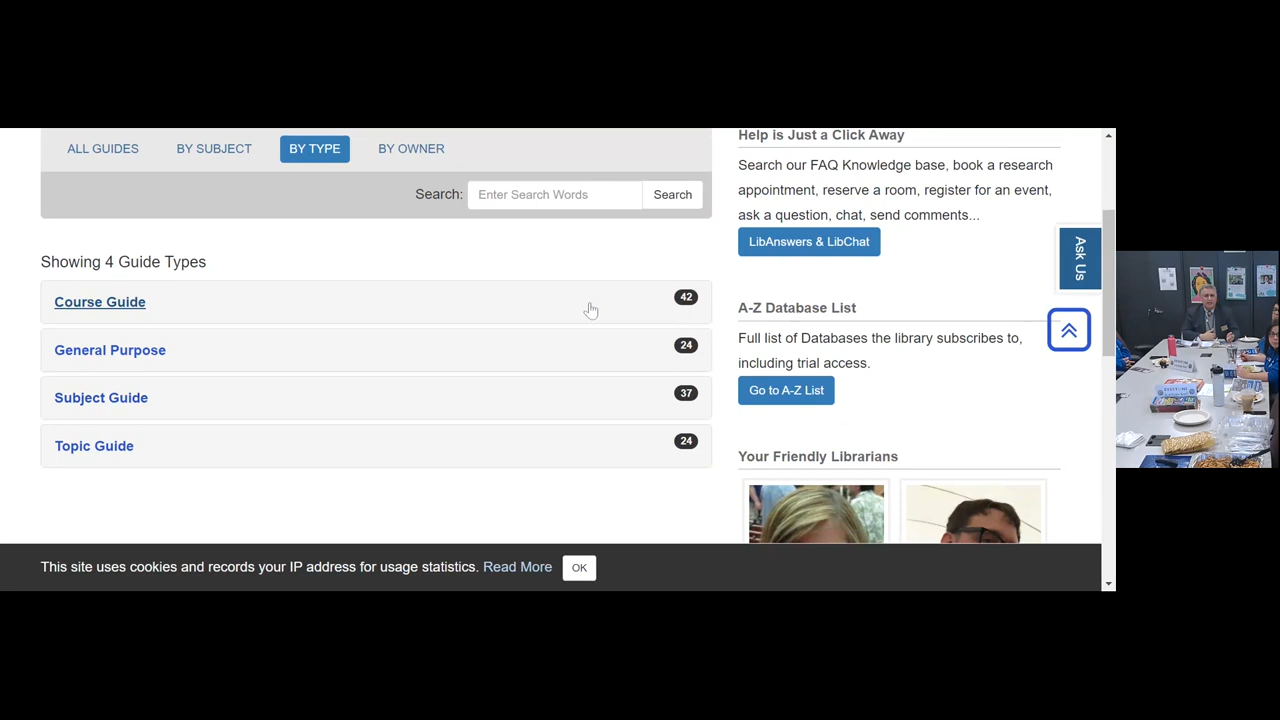 ALL GUIDES
BY SUBJECT
BY TYPE
BY OWNER
Search:
Enter Search Words
Search
Showing 4 Guide Types
Course Guide
42
General Purpose
24
Subject Guide
37
Topic Guide
24
Help is Just a Click Away
Search our FAQ Knowledge base, book a research
appointment, reserve a room, register for an event,
ask a question, chat, send comments...
LibAnswers & LibChat
A-Z Database List
Full list of Databases the library subscribes to,
including trial access.
Go to A-Z List
Your Friendly Librarians
Ask Us
This site uses cookies and records your IP address for usage statistics. Read More
OK